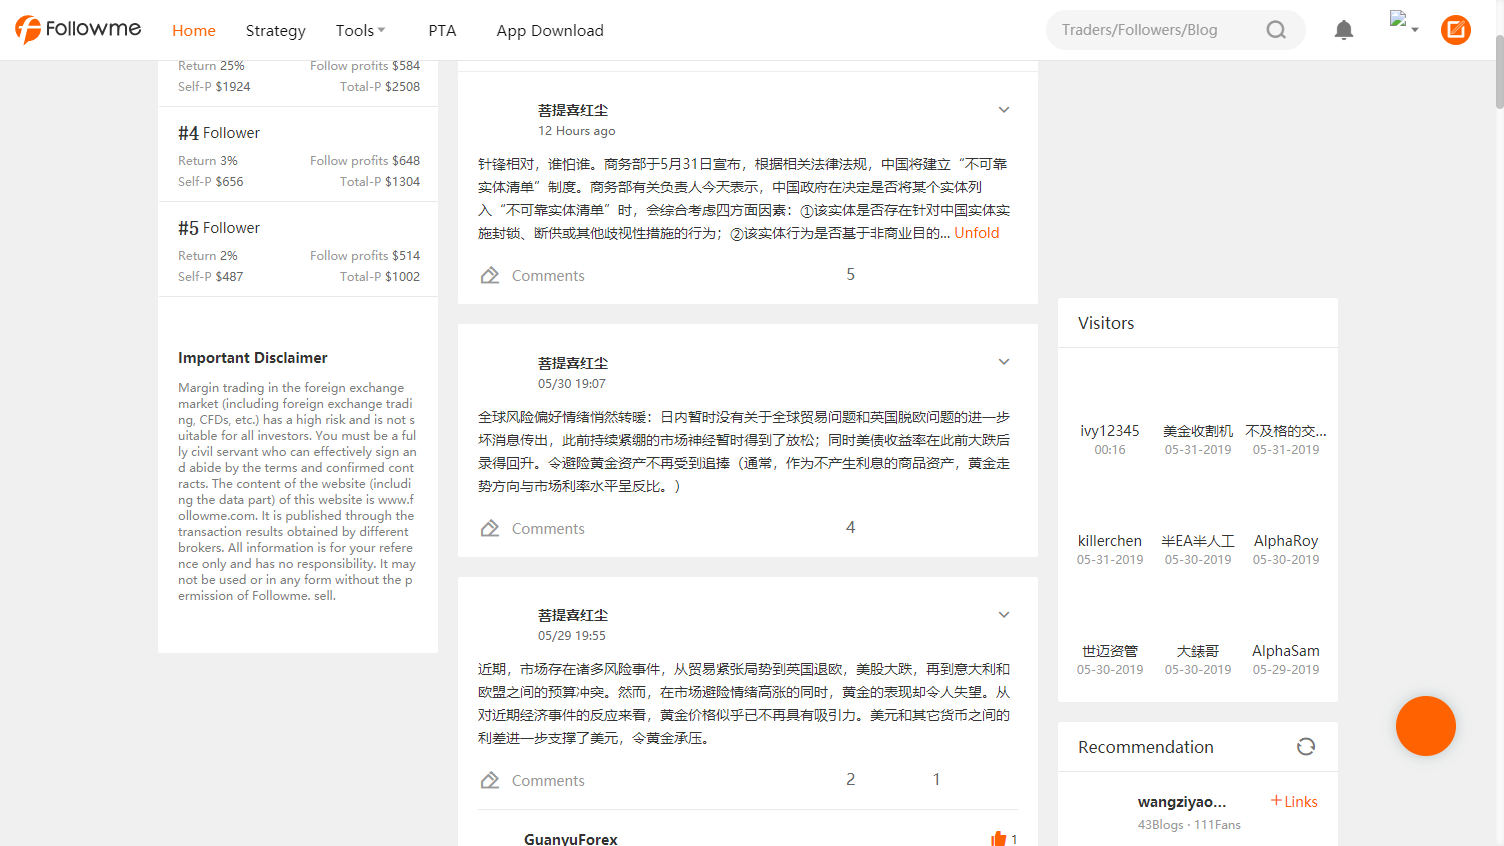 Followme
Home
Strategy
Tools
PTA
App Download
Traders/Followers/Blog
Return 25%
Follow profits $584
Self-P $1924
Total-P $2508
#4 Follower
Return 3%
Follow profits $648
Self-P $656
Total-P $1304
#5 Follower
Return 2%
Follow profits $514
Self-P $487
Total-P $1002
Important Disclaimer
Margin trading in the foreign exchange
market (including foreign exchange tradi
ng, CFDs, etc.) has a high risk and is not s
uitable for all investors. You must be a ful
ly civil servant who can effectively sign an
d abide by the terms and confirmed cont
racts. The content of the website (includi
ng the data part) of this website is www.f
ollowme.com. It is published through the
transaction results obtained by different
brokers. All information is for your refere
nce only and has no responsibility. It may
not be used or in any form without the p
ermission of Followme. sell.
菩提喜红尘
12 Hours ago
针锋相对，谁怕谁。商务部于5月31日宣布，根据相关法律法规，中国将建立“不可靠
实体清单”制度。商务部有关负责人今天表示，中国政府在决定是否将某个实体列
入“不可靠实体清单”时，会综合考虑四方面因素：①该实体是否存在针对中国实体实
施封锁、断供或其他歧视性措施的行为；②该实体行为是否基于非商业目的... Unfold
Comments
5
菩提喜红尘
05/30 19:07
全球风险偏好情绪悄然转暖：日内暂时没有关于全球贸易问题和英国脱欧问题的进一步
坏消息传出，此前持续紧绷的市场神经暂时得到了放松；同时美债收益率在此前大跌后
录得回升。令避险黄金资产不再受到追捧（通常，作为不产生利息的商品资产，黄金走
势方向与市场利率水平呈反比。）
Comments
4
菩提喜红尘
05/29 19:55
近期，市场存在诸多风险事件，从贸易紧张局势到英国退欧，美股大跌，再到意大利和
欧盟之间的预算冲突。然而，在市场避险情绪高涨的同时，黄金的表现却令人失望。从
对近期经济事件的反应来看，黄金价格似乎已不再具有吸引力。美元和其它货币之间的
利差进一步支撑了美元，令黄金承压。
Comments
2
1
GuanyuForex
1
Visitors
ivy12345
美金收割机
不及格的交...
00:16
05-31-2019
05-31-2019
killerchen
半EA半人工
AlphaRoy
05-31-2019
05-30-2019
05-30-2019
世迈资管
大錶哥
AlphaSam
05-30-2019
05-30-2019
05-29-2019
Recommendation
wangziyao...
+Links
43Blogs · 111Fans